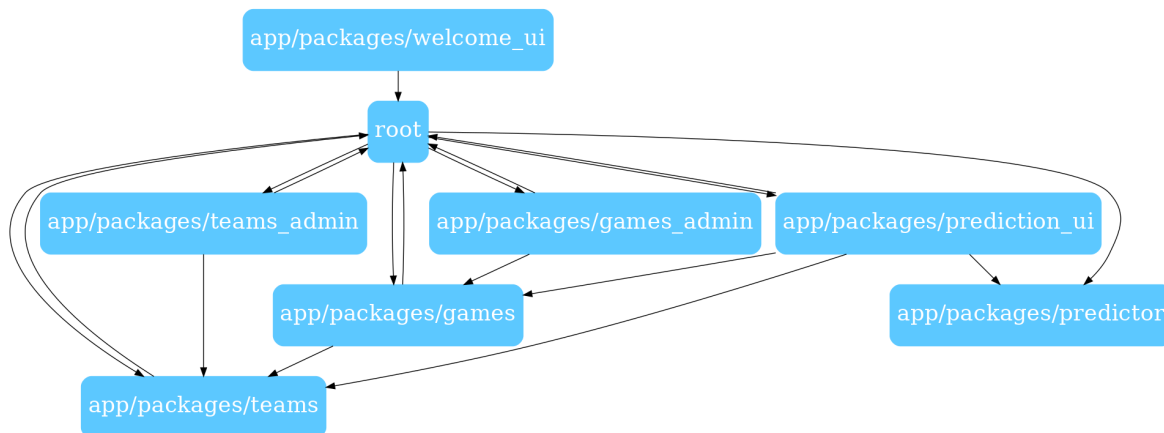 app/packages/welcome_ui
root
app/packages/teams_admin
app/packages/games_admin
app/packages/prediction_ui
app/packages/games
app/packages/predictor
app/packages/teams